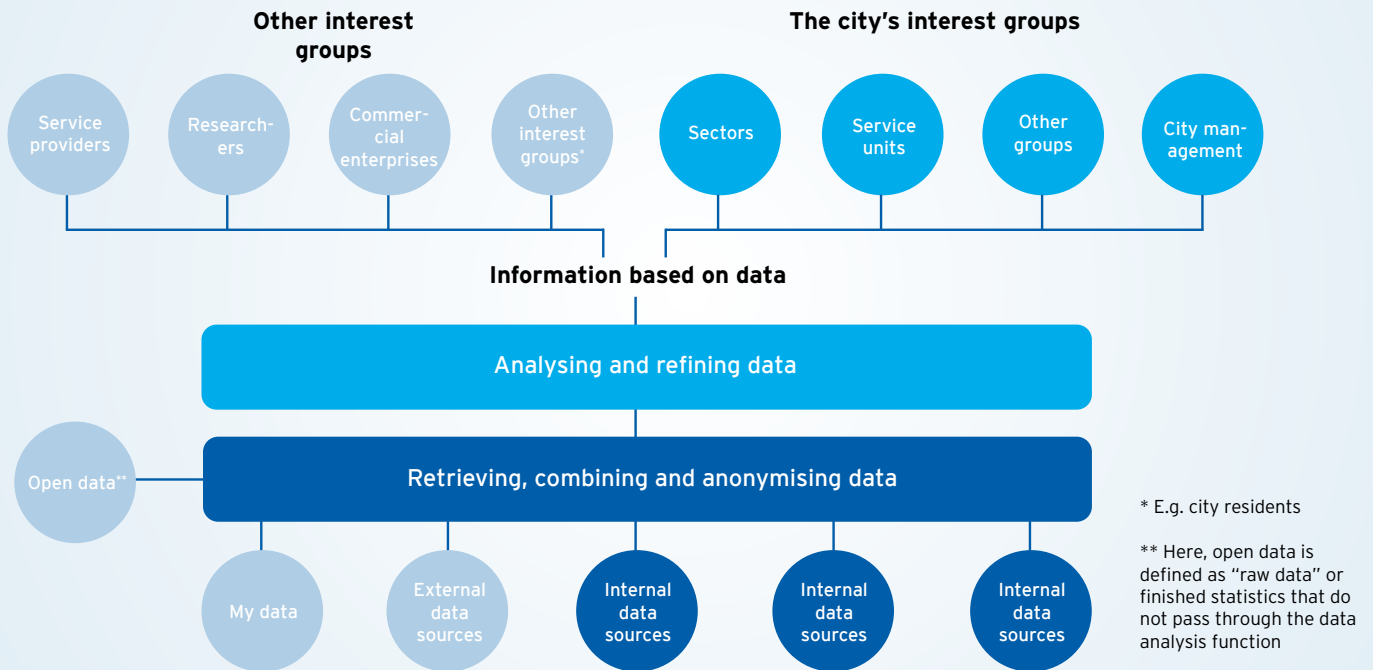 Other interest
groups
The city's interest groups
Service
providers
Research-
ers
Commer-
cial
enterprises
Other
interest
groups*
Sectors
Service
units
Other
groups
City man-
agement
Information based on data
Analysing and refining data
Open data**
Retrieving, combining and anonymising data
My data
External
data
sources
Internal
data
sources
Internal
data
sources
Internal
data
sources
* E.g. city residents
** Here, open data is
defined as “raw data” or
finished statistics that do
not pass through the data
analysis function